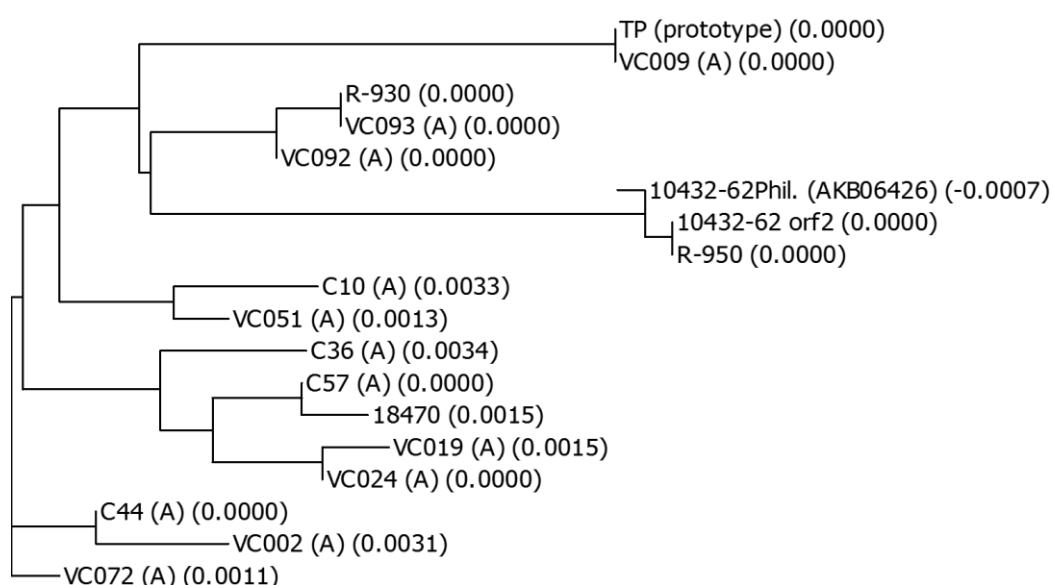 TP (prototype) (0.0000)
VC009 (A) (0.0000)
R-930 (0.0000)
VC093 (A) (0.0000)
VC092 (A) (0.0000)
10432-62Phil. (AKB06426) (-0.0007)
10432-62 orf2 (0.0000)
R-950 (0.0000)
C10 (A) (0.0033)
VC051 (A) (0.0013)
C36 (A) (0.0034)
C57 (A) (0.0000)
18470 (0.0015)
VC019 (A) (0.0015)
VC024 (A) (0.0000)
C44 (A) (0.0000)
VC002 (A) (0.0031)
VC072 (A) (0.0011)